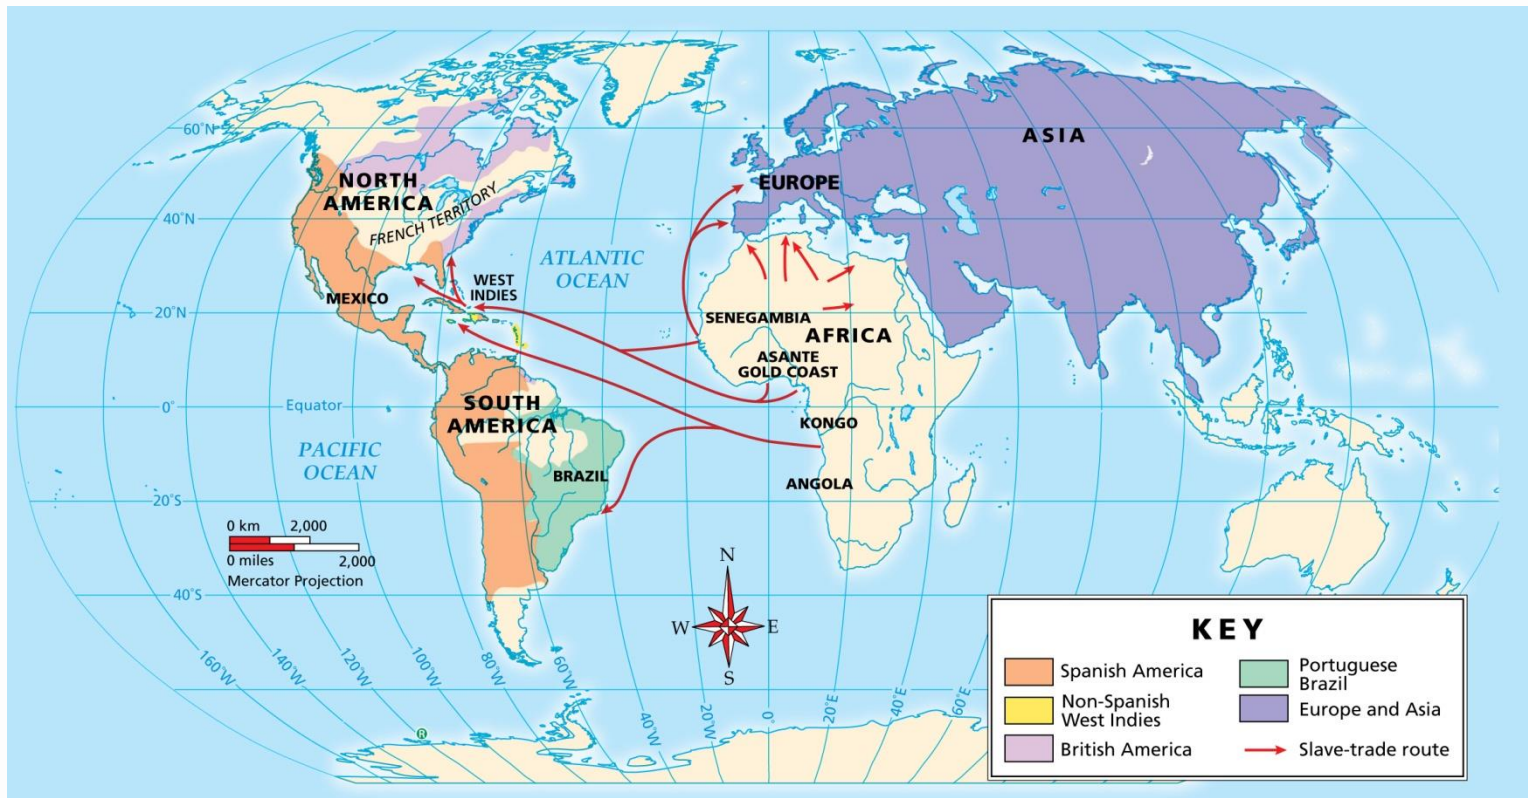 60°N
ASIA
NORTH
AMERICA
EUROPE
40°N
FRENCH TERRITORY
ATLANTIC
OCEAN
WEST
INDIES
MEXICO
20°N
SENEGAMBIA
AFRICA
ASANTE
GOLD COAST
SOUTH
AMERICA
0°
Equator
KONGO
PACIFIC
OCEAN
BRAZIL
ANGOLA
20°S
0 km 2,000
0 miles 2,000
Mercator Projection
N
W E
S
40°S
160°W
140°W
120°W
100°W
80°W
60°W
40°W
20°W
0°
20°E
40°E
60°E
R
KEY
Spanish America
Non-Spanish
West Indies
British America
Portuguese
Brazil
Europe and Asia
Slave-trade route